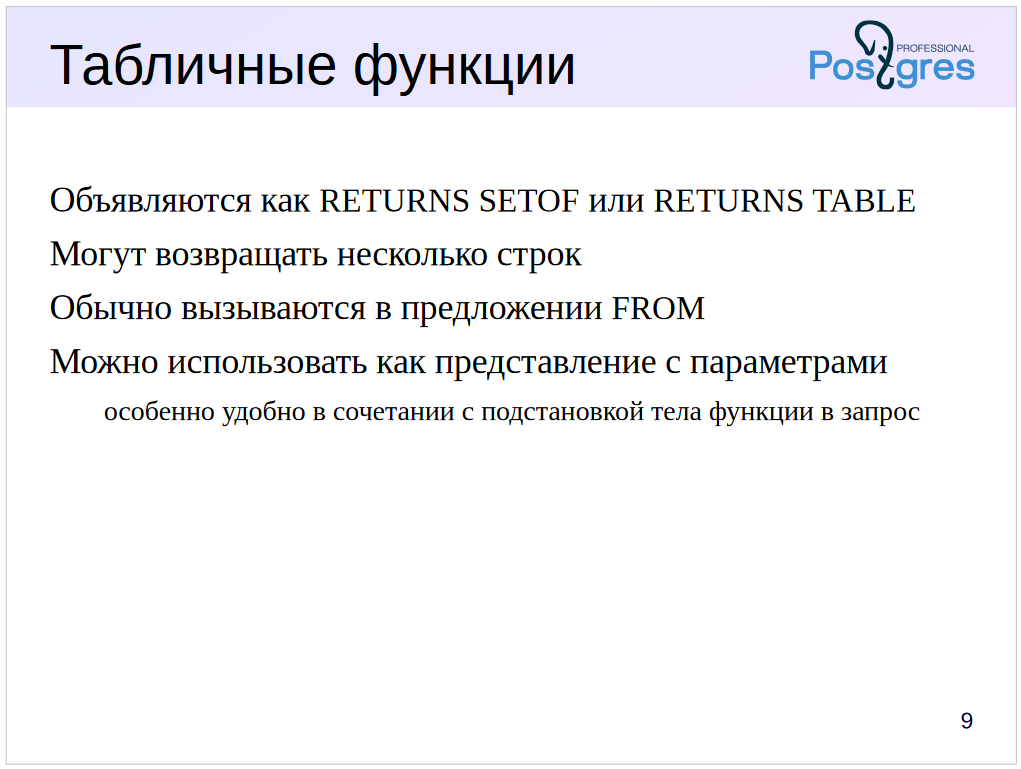 Табличные функции
PROFESSIONAL
Postgres
Объявляются как RETURNS SETOF или RETURNS TABLE
Могут возвращать несколько строк
Обычно вызываются в предложении FROM
Можно использовать как представление с параметрами
особенно удобно в сочетании с подстановкой тела функции в запрос
9